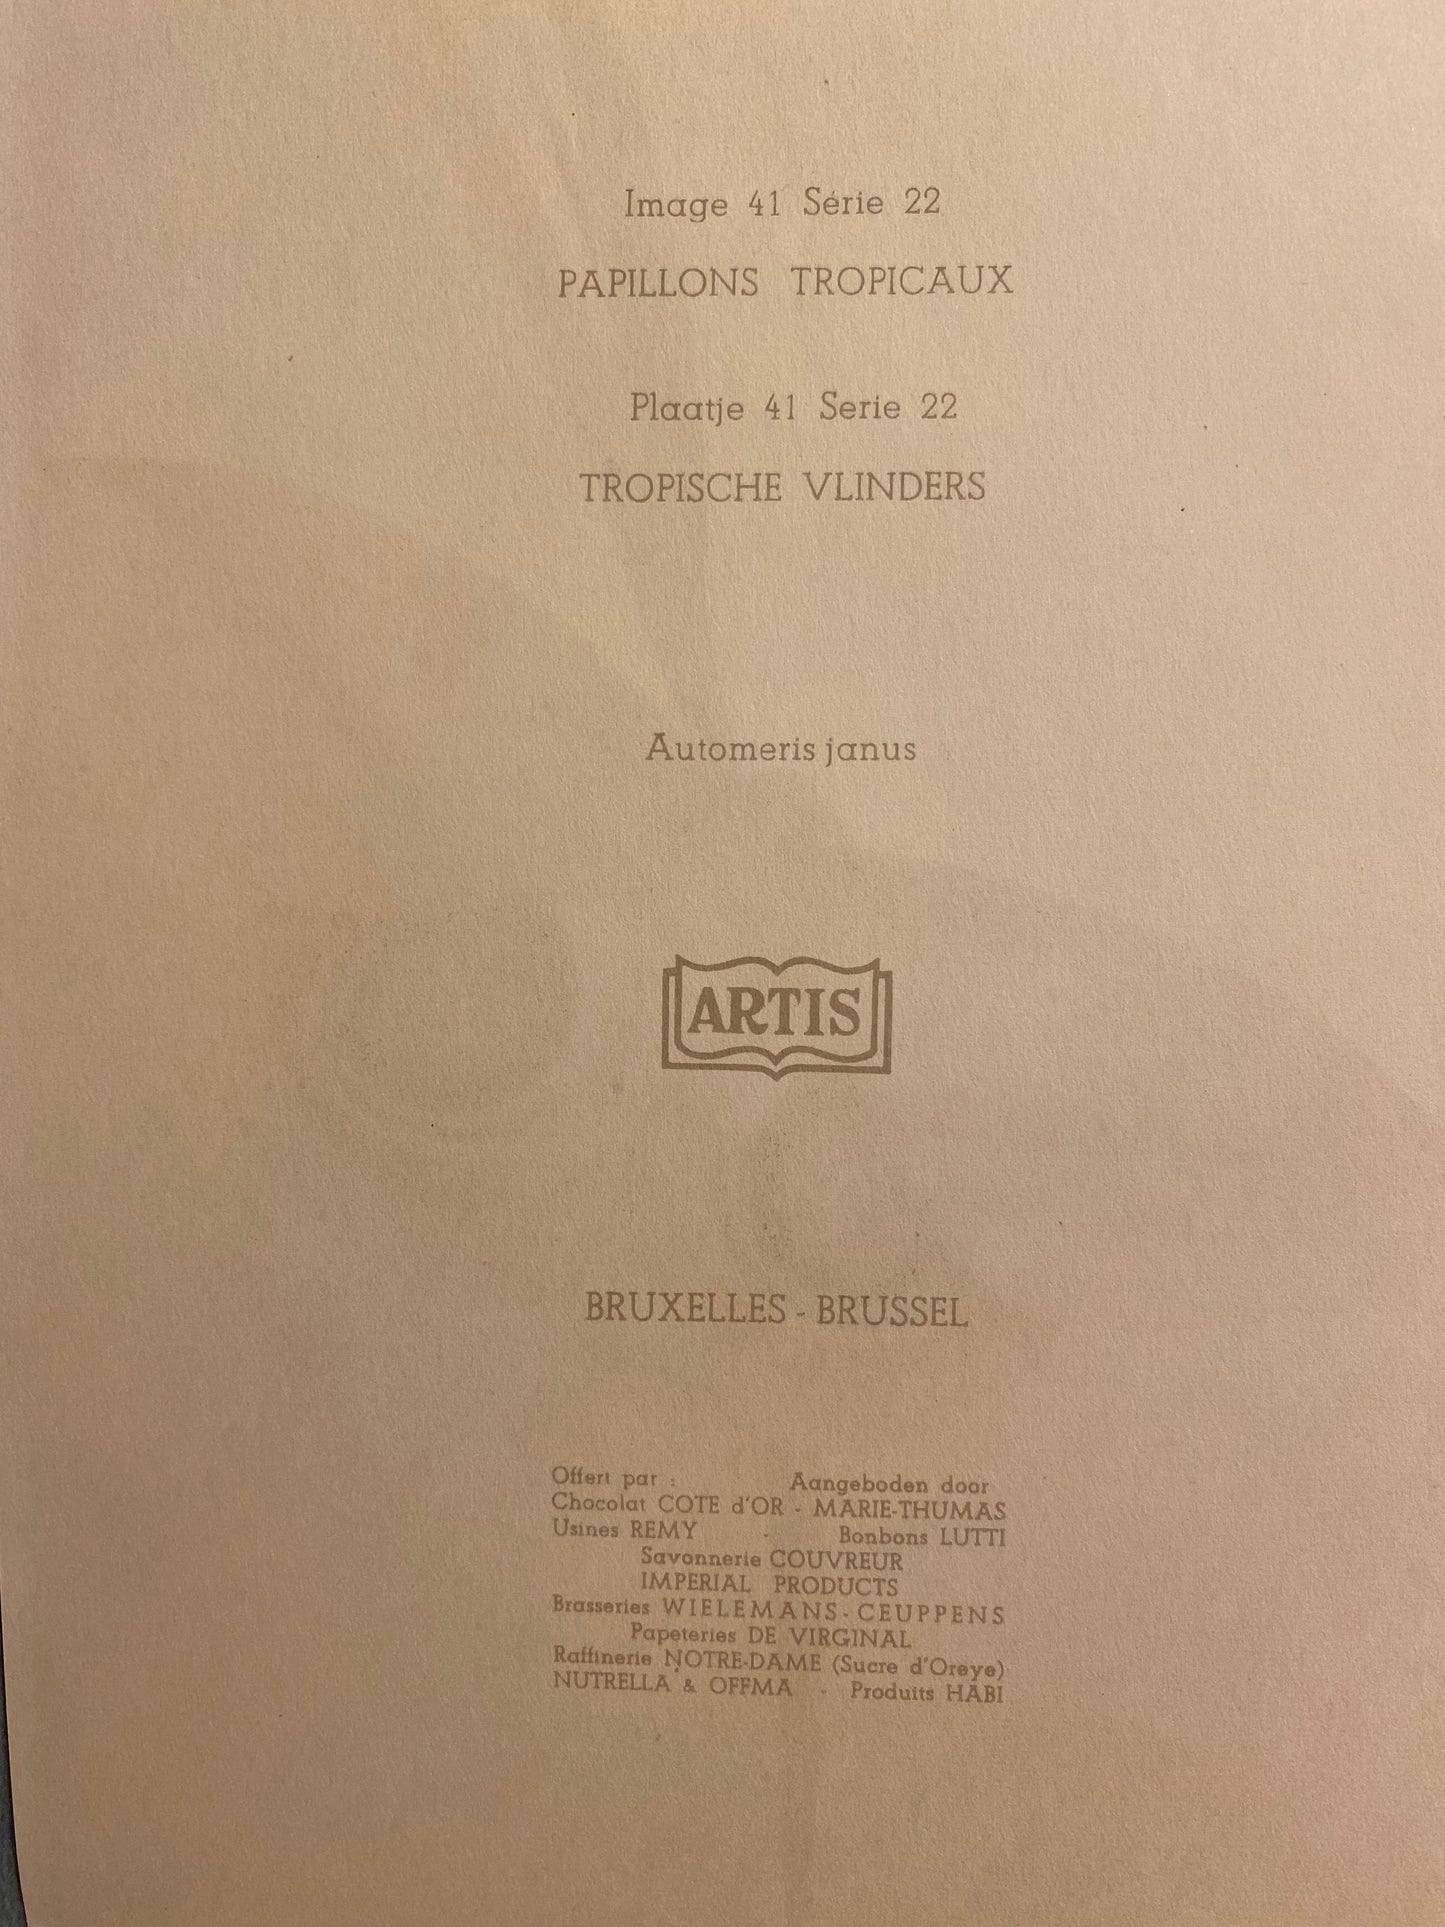 Image 41 Série 22
PAPILLONS TROPICAUX
Plaatje 41 Serie 22
TROPISCHE VLINDERS
Automeris janus
ARTIS
BRUXELLES - BRUSSEL
Offert par : Aangeboden door
Chocolat COTE d'OR - MARIE-THUMAS
Usines REMY - Bonbons LUTTI
Savonnerie COUVREUR
IMPERIAL PRODUCTS
Brasseries WIELEMANS - CEUPPENS
Papeteries DE VIRGINAL
Raffinerie NOTRE-DAME (Sucre d'Oreye)
NUTRELLA & OFFMA - Produits HABI